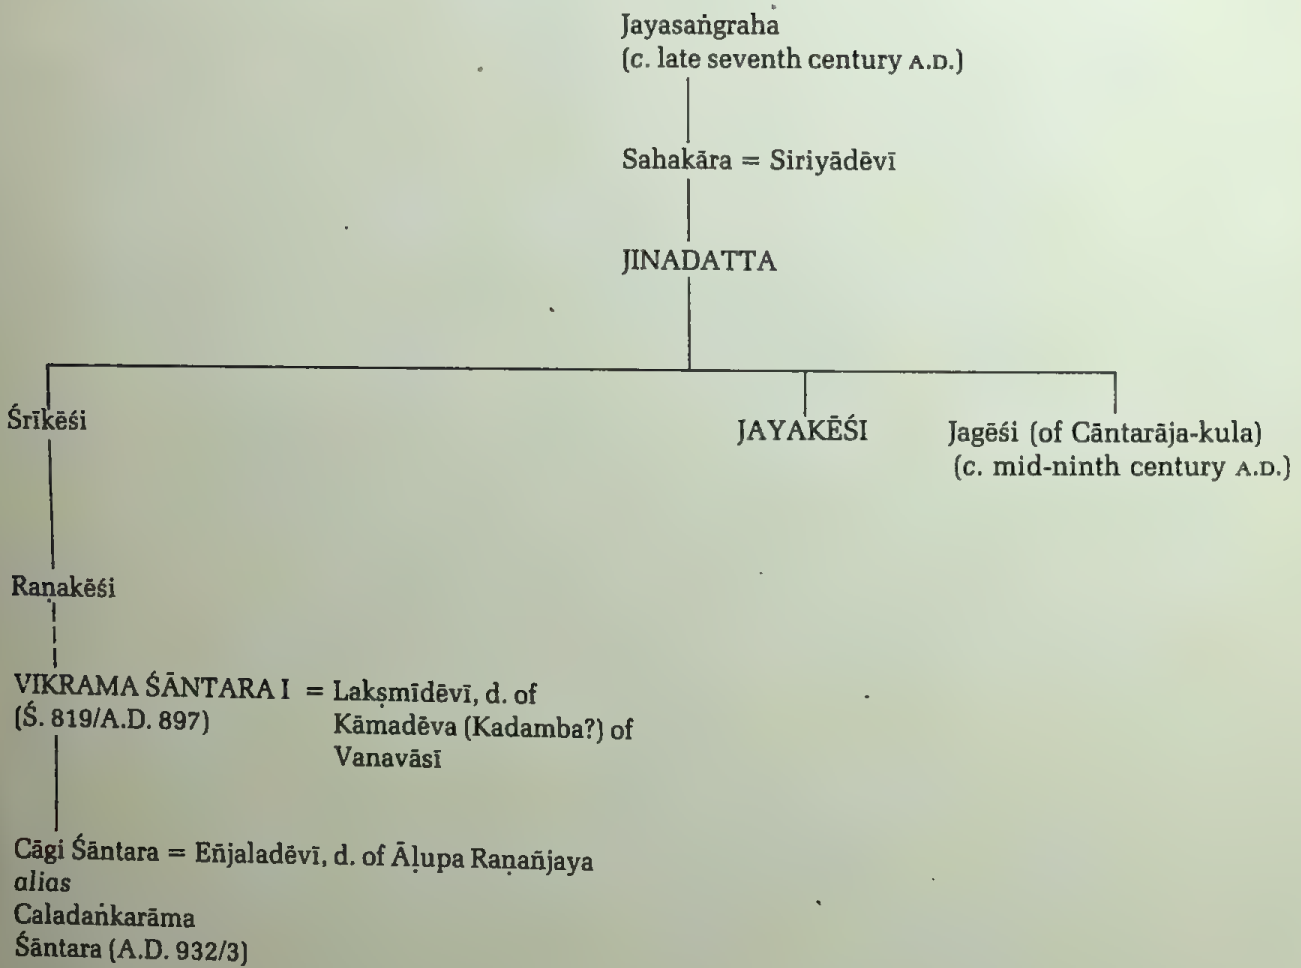 Jayasaṅgraha
(c. late seventh century A.D.)
Sahakāra = Siriyādēvī
JINADATTA
Śrīkēśi
JAYAKĒŚI
Jagēśi (of Cāntarāja-kula)
(c. mid-ninth century A.D.)
Raṇakēśi
VIKRAMA ŚĀNTARA I = Lakṣmīdēvī, d. of
(Ś. 819/A.D. 897) Kāmadēva (Kadamba?) of
Vanavāsī
Cāgi Śāntara = Eñjaladēvī, d. of Āḷupa Raṇañjaya
alias
Caladaṅkarāma
Śāntara (A.D. 932/3)